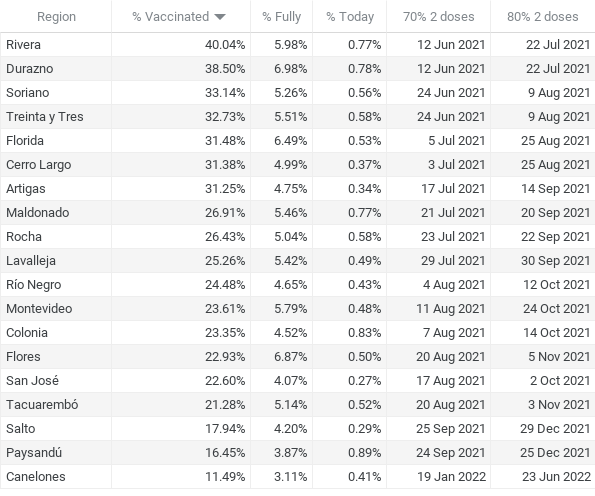 Region % Vaccinated % Fully % Today 70% 2 doses 80% 2 doses
Rivera 40.04% 5.98% 0.77% 12 Jun 2021 22 Jul 2021
Durazno 38.50% 6.98% 0.78% 12 Jun 2021 22 Jul 2021
Soriano 33.14% 5.26% 0.56% 24 Jun 2021 9 Aug 2021
Treinta y Tres 32.73% 5.51% 0.58% 24 Jun 2021 9 Aug 2021
Florida 31.48% 6.49% 0.53% 5 Jul 2021 25 Aug 2021
Cerro Largo 31.38% 4.99% 0.37% 3 Jul 2021 25 Aug 2021
Artigas 31.25% 4.75% 0.34% 17 Jul 2021 14 Sep 2021
Maldonado 26.91% 5.46% 0.77% 21 Jul 2021 20 Sep 2021
Rocha 26.43% 5.04% 0.58% 23 Jul 2021 22 Sep 2021
Lavalleja 25.26% 5.42% 0.49% 29 Jul 2021 30 Sep 2021
Río Negro 24.48% 4.65% 0.43% 4 Aug 2021 12 Oct 2021
Montevideo 23.61% 5.79% 0.48% 11 Aug 2021 24 Oct 2021
Colonia 23.35% 4.52% 0.83% 7 Aug 2021 14 Oct 2021
Flores 22.93% 6.87% 0.50% 20 Aug 2021 5 Nov 2021
San José 22.60% 4.07% 0.27% 17 Aug 2021 2 Oct 2021
Tacuarembó 21.28% 5.14% 0.52% 20 Aug 2021 3 Nov 2021
Salto 17.94% 4.20% 0.29% 25 Sep 2021 29 Dec 2021
Paysandú 16.45% 3.87% 0.89% 24 Sep 2021 25 Dec 2021
Canelones 11.49% 3.11% 0.41% 19 Jan 2022 23 Jun 2022